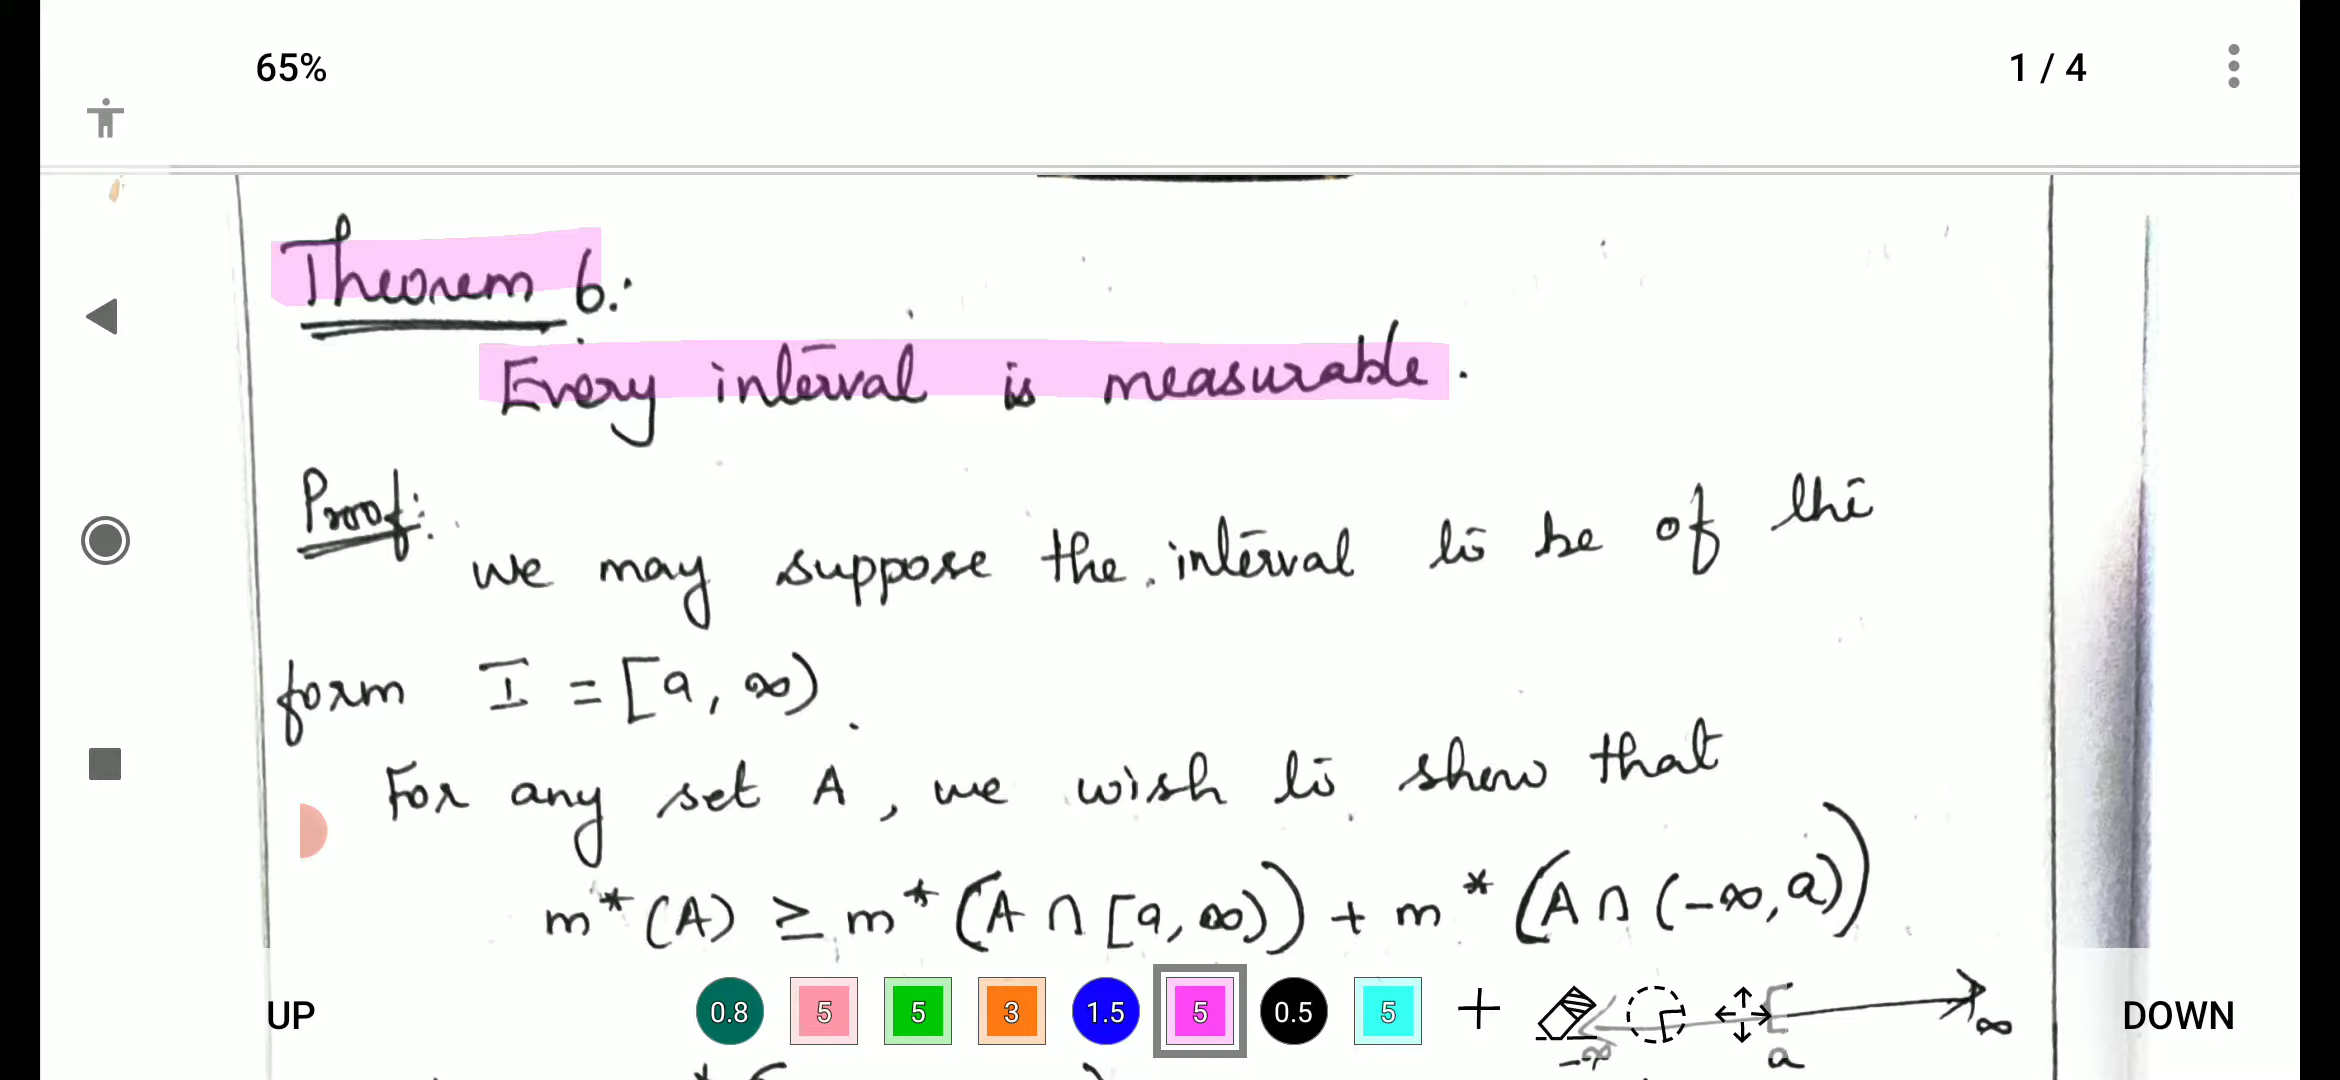 65%
1 / 4
Theorem 6:
Every interval is measurable.
Proof:
we may suppose the interval to be of the
form I = [a, ∞).
For any set A, we wish to show that
m*(A) ≥ m*(A ∩ [a, ∞)) + m*(A ∩ (-∞, a))
UP
0.8
5
5
3
1.5
5
0.5
5
+
DOWN
-∞
a
∞